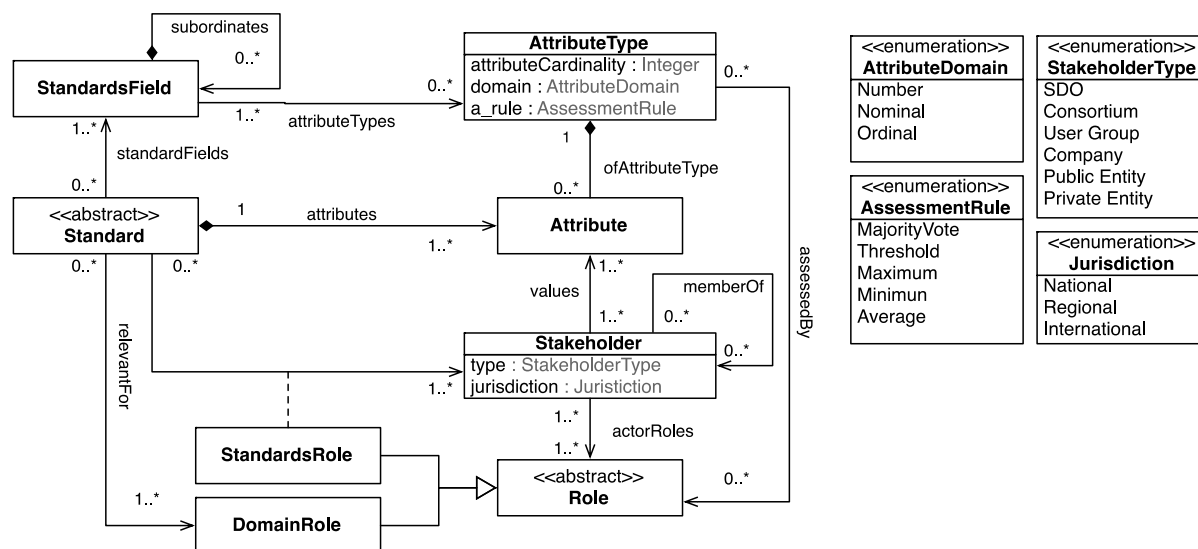 subordinates
0..*
StandardsField
1..*
attributeTypes
0..*
AttributeType
attributeCardinality : Integer
domain : AttributeDomain
a_rule : AssessmentRule
0..*
1
ofAttributeType
0..*
1..*
standardFields
0..*
<<abstract>>
Standard
1
attributes
1..*
Attribute
1..*
0..*
0..*
values
1..*
memberOf
0..*
0..*
assessedBy
relevantFor
Stakeholder
type : StakeholderType
jurisdiction : Juristiction
1..*
1..*
actorRoles
1..*
StandardsRole
<<abstract>>
Role
0..*
1..*
DomainRole
<<enumeration>>
AttributeDomain
Number
Nominal
Ordinal
<<enumeration>>
StakeholderType
SDO
Consortium
User Group
Company
Public Entity
Private Entity
<<enumeration>>
AssessmentRule
MajorityVote
Threshold
Maximum
Minimun
Average
<<enumeration>>
Jurisdiction
National
Regional
International